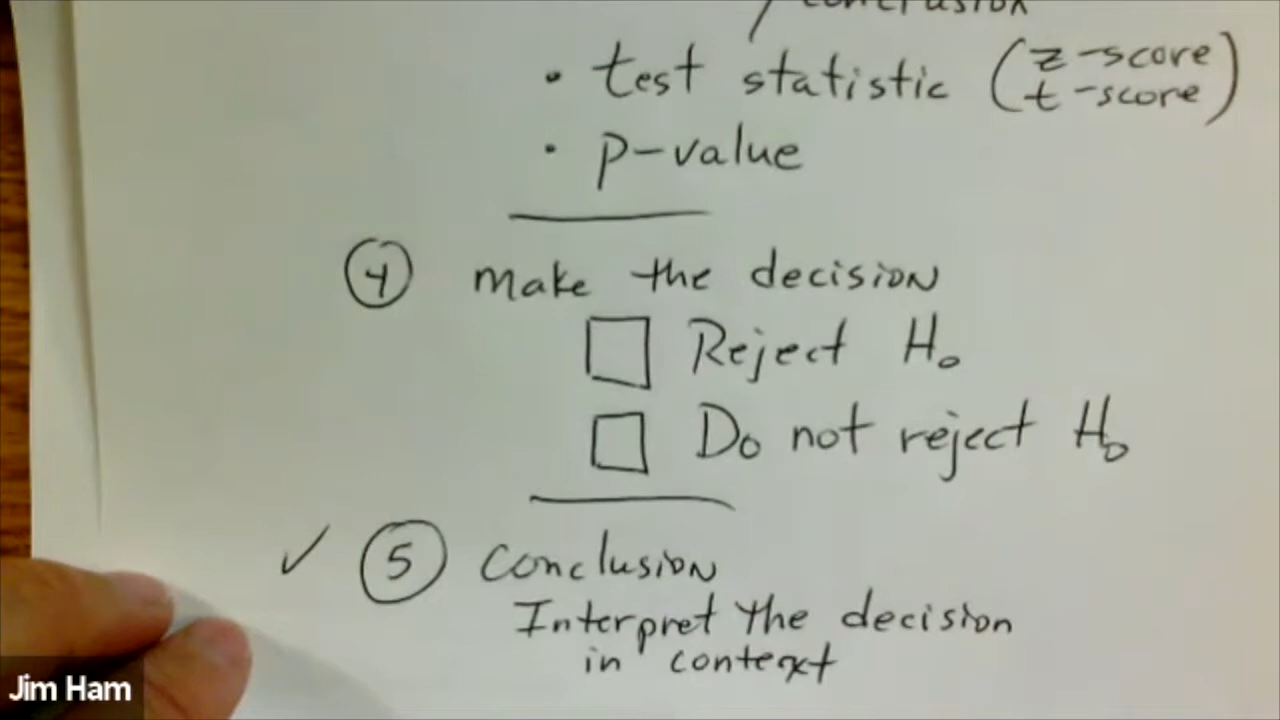 conclusion
• test statistic (z-score
t-score)
• p-value
④ make the decision
□ Reject H₀
□ Do not reject H₀
✓ ⑤ Conclusion
Interpret the decision
in context
Jim Ham